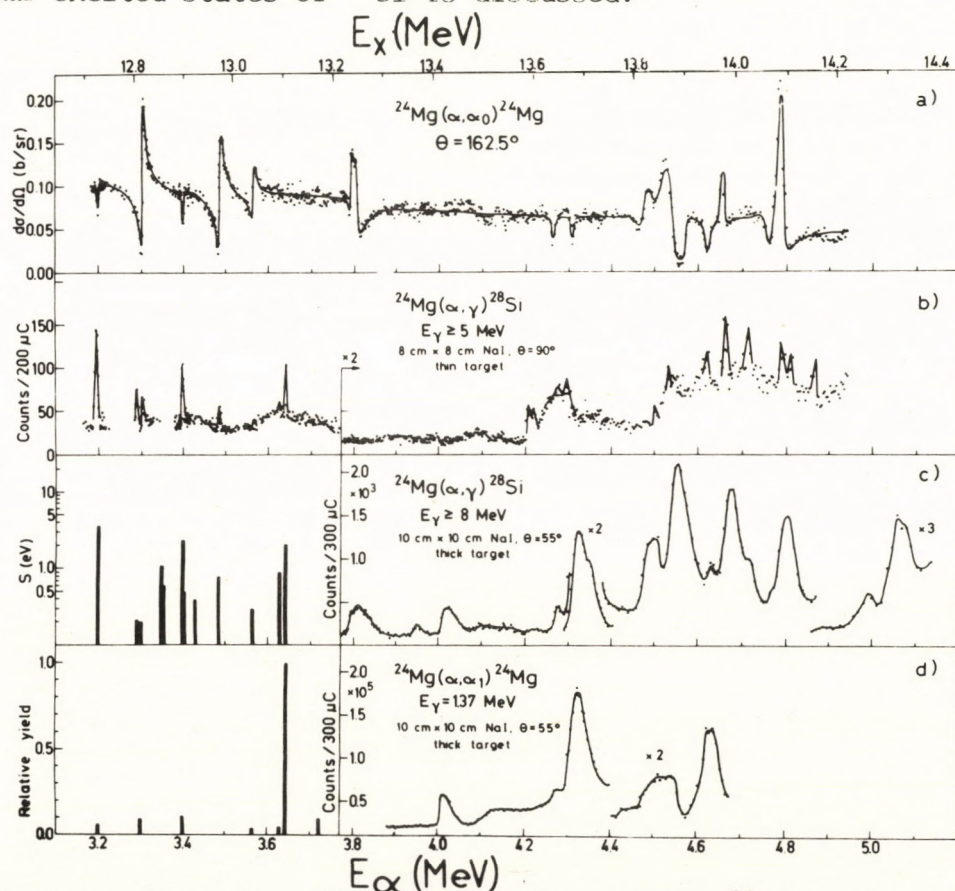 Eₓ (MeV)
12.8 13.0 13.2 13.4 13.6 13.8 14.0 14.2 14.4
0.20
0.15
0.10
0.05
0.00
dσ/dΩ (b/sr)
²⁴Mg(α,α₀)²⁴Mg
θ = 162.5°
a)
150
100
50
0
Counts/200 μC
²⁴Mg(α,γ)²⁸Si
Eγ ≥ 5 MeV
8 cm × 8 cm NaI, θ=90°
thin target
×2
b)
10
5
1.0
0.5
S (eV)
2.0
×10³
1.5
1.0
0.5
Counts/300 μC
²⁴Mg(α,γ)²⁸Si
Eγ ≥ 8 MeV
10 cm × 10 cm NaI, θ=55°
thick target
×2
×3
c)
1.0
0.5
0.0
Relative yield
2.0
×10⁵
1.5
1.0
0.5
Counts/300 μC
²⁴Mg(α,α₁)²⁴Mg
Eγ = 1.37 MeV
10 cm × 10 cm NaI, θ=55°
thick target
×2
d)
3.2 3.4 3.6 3.8 4.0 4.2 4.4 4.6 4.8 5.0
Eα (MeV)